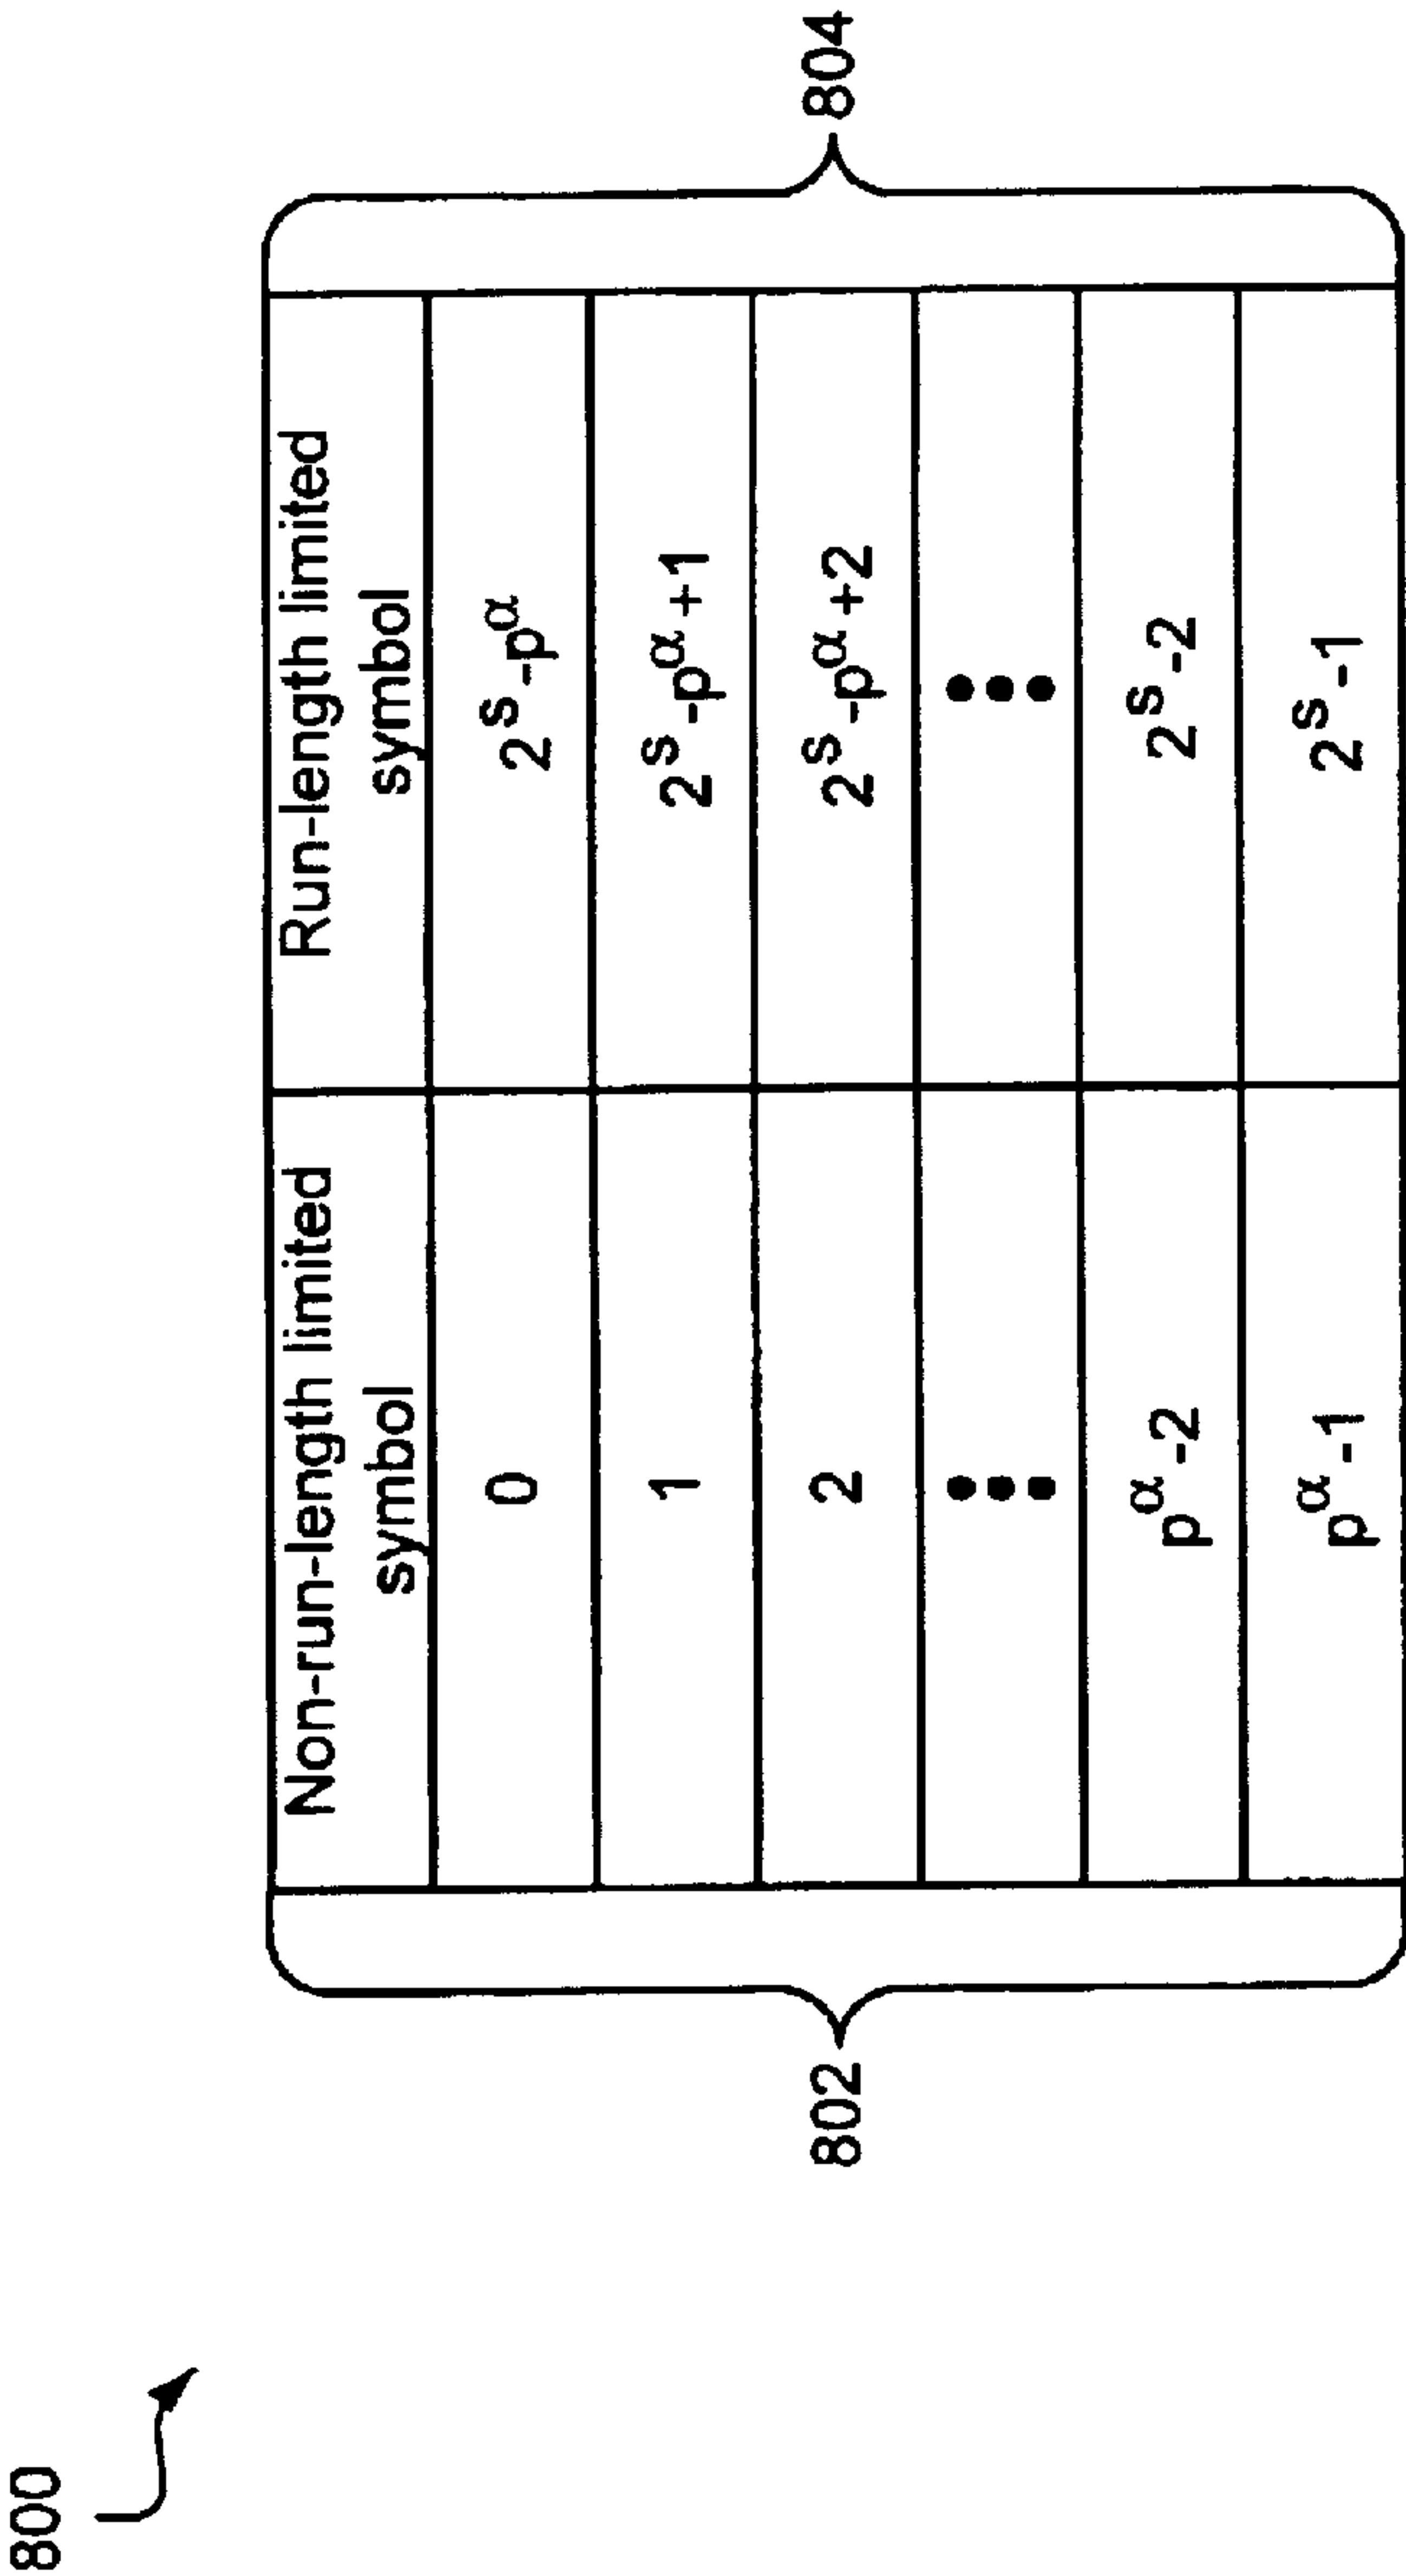 800
Non-run-length limited symbol
Run-length limited symbol
0
2^s-p^α
1
2^s-p^α+1
2
2^s-p^α+2
p^α-2
2^s-2
p^α-1
2^s-1
802
804